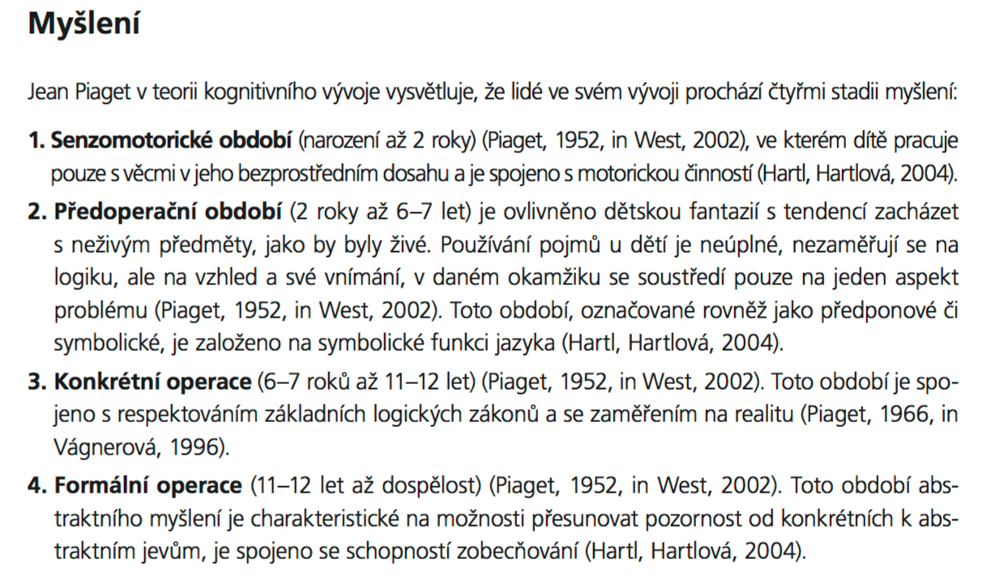 Myšlení
Jean Piaget v teorii kognitivního vývoje vysvětluje, že lidé ve svém vývoji prochází čtyřmi stadii myšlení:
1. Senzomotorické období (narození až 2 roky) (Piaget, 1952, in West, 2002), ve kterém dítě pracuje
pouze s věcmi v jeho bezprostředním dosahu a je spojeno s motorickou činností (Hartl, Hartlová, 2004).
2. Předoperační období (2 roky až 6–7 let) je ovlivněno dětskou fantazií s tendencí zacházet
s neživým předměty, jako by byly živé. Používání pojmů u dětí je neúplné, nezaměřují se na
logiku, ale na vzhled a své vnímání, v daném okamžiku se soustředí pouze na jeden aspekt
problému (Piaget, 1952, in West, 2002). Toto období, označované rovněž jako předponové či
symbolické, je založeno na symbolické funkci jazyka (Hartl, Hartlová, 2004).
3. Konkrétní operace (6–7 roků až 11–12 let) (Piaget, 1952, in West, 2002). Toto období je spo-
jeno s respektováním základních logických zákonů a se zaměřením na realitu (Piaget, 1966, in
Vágnerová, 1996).
4. Formální operace (11–12 let až dospělost) (Piaget, 1952, in West, 2002). Toto období abs-
traktního myšlení je charakteristické na možnosti přesunovat pozornost od konkrétních k abs-
traktním jevům, je spojeno se schopností zobecňování (Hartl, Hartlová, 2004).